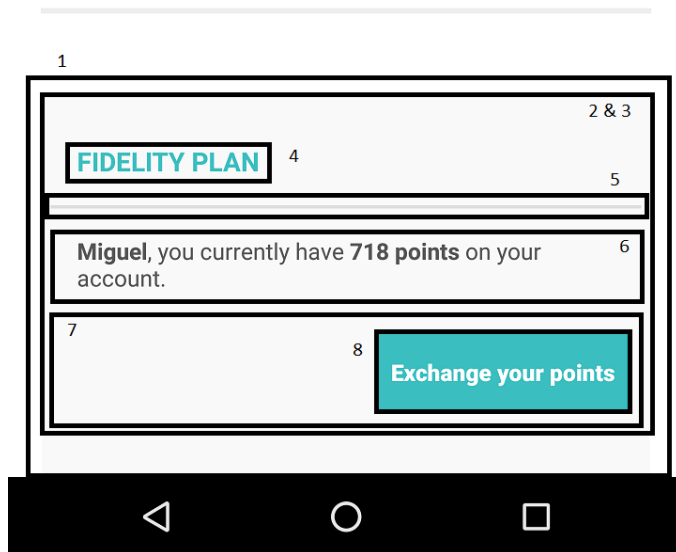 1
2 & 3
FIDELITY PLAN 4
5
Miguel, you currently have 718 points on your 6
account.
7
8
Exchange your points